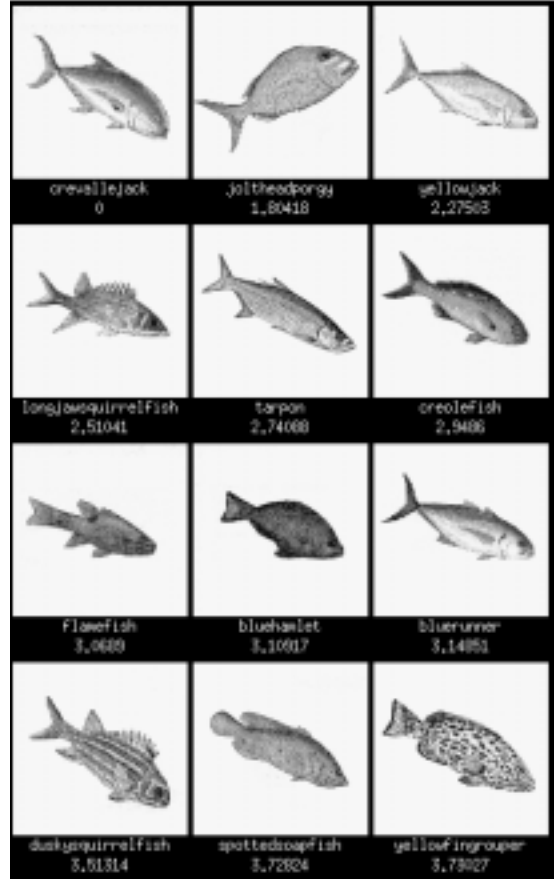 crevallejack joltheadporgy yellowjack
0 1.80418 2.27503
longjawsquirrelfish tarpon creolefish
2.51041 2.74088 2.9486
flamefish bluehamlet bluerunner
3.0689 3.10917 3.14851
duskysquirrelfish spottedsoapfish yellowfingrouper
3.51314 3.72824 3.73027